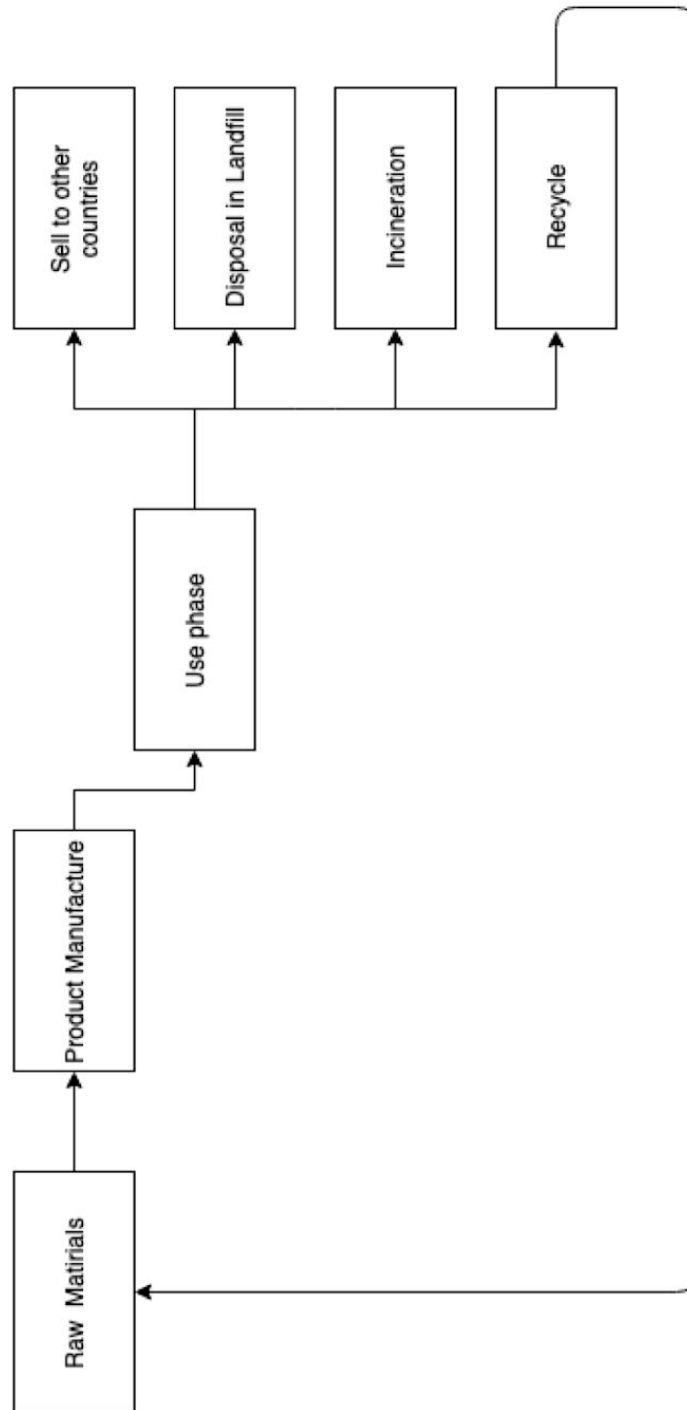 Raw  Matirials
Product Manufacture
Use phase
Sell to other
countries
Disposal in Landfill
Incineration
Recycle